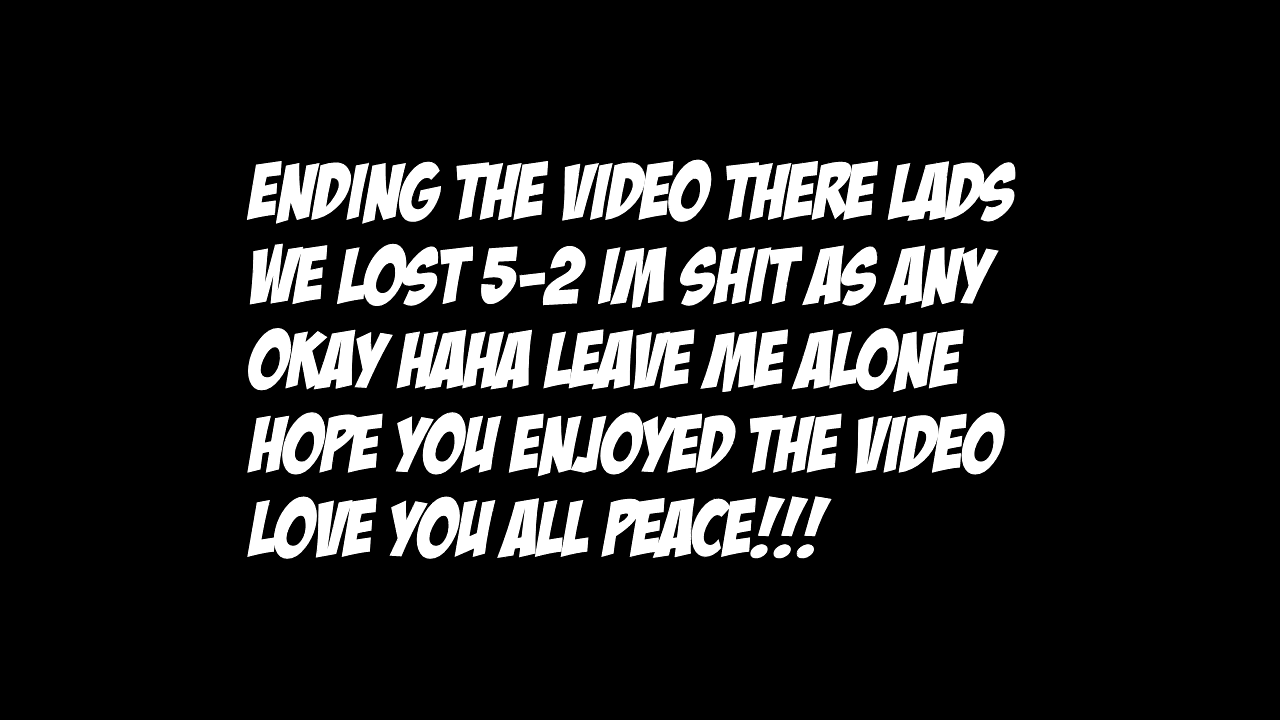 ENDING THE VIDEO THERE LADS
WE LOST 5-2 IM SHIT AS ANY
OKAY HAHA LEAVE ME ALONE
HOPE YOU ENJOYED THE VIDEO
LOVE YOU ALL PEACE!!!